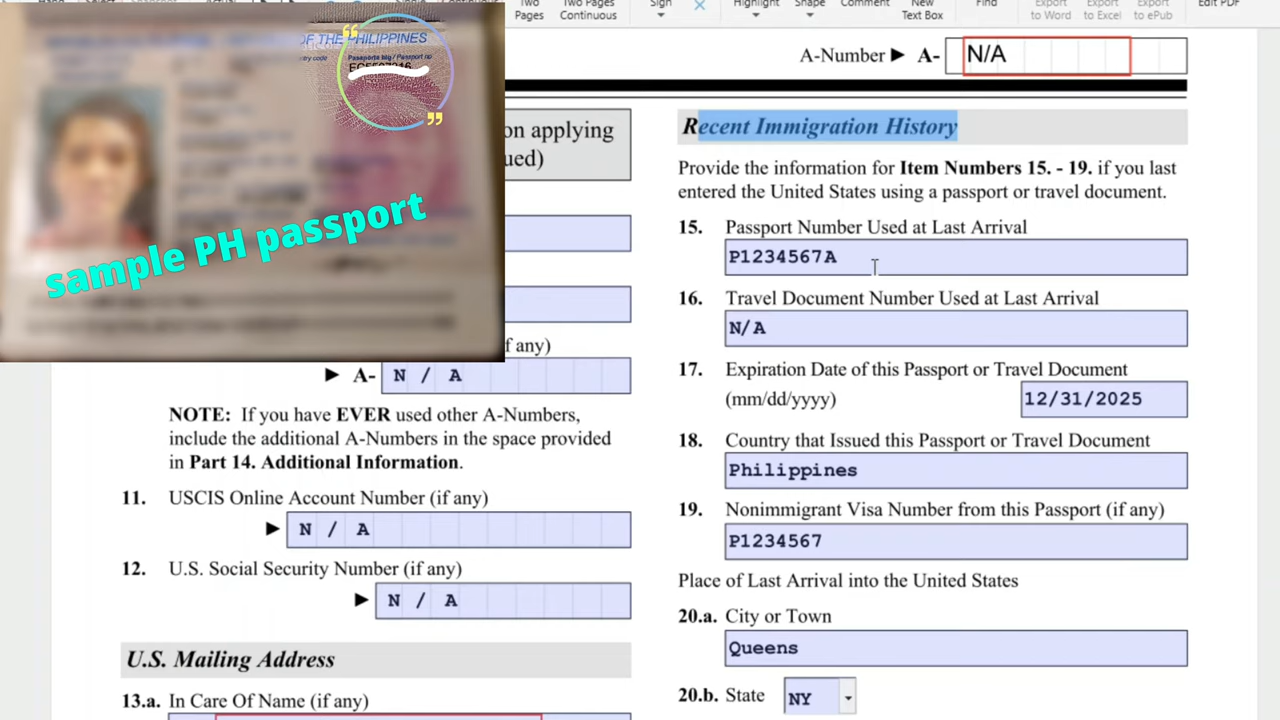 Two Pages
Two Pages Continuous
Sign
Highlight
Shape
Comment
New Text Box
Find
Export to Word
Export to Excel
Export to ePub
Edit PDF
OF THE PHILIPPINES
Pasaporte blg / Passport no
sample PH passport
A-Number ► A- N/A
on applying
ued)
f any)
► A- N / A
NOTE: If you have EVER used other A-Numbers,
include the additional A-Numbers in the space provided
in Part 14. Additional Information.
11. USCIS Online Account Number (if any)
► N / A
12. U.S. Social Security Number (if any)
► N / A
U.S. Mailing Address
13.a. In Care Of Name (if any)
Recent Immigration History
Provide the information for Item Numbers 15. - 19. if you last
entered the United States using a passport or travel document.
15. Passport Number Used at Last Arrival
P1234567A
16. Travel Document Number Used at Last Arrival
N/A
17. Expiration Date of this Passport or Travel Document
(mm/dd/yyyy) 12/31/2025
18. Country that Issued this Passport or Travel Document
Philippines
19. Nonimmigrant Visa Number from this Passport (if any)
P1234567
Place of Last Arrival into the United States
20.a. City or Town
Queens
20.b. State NY